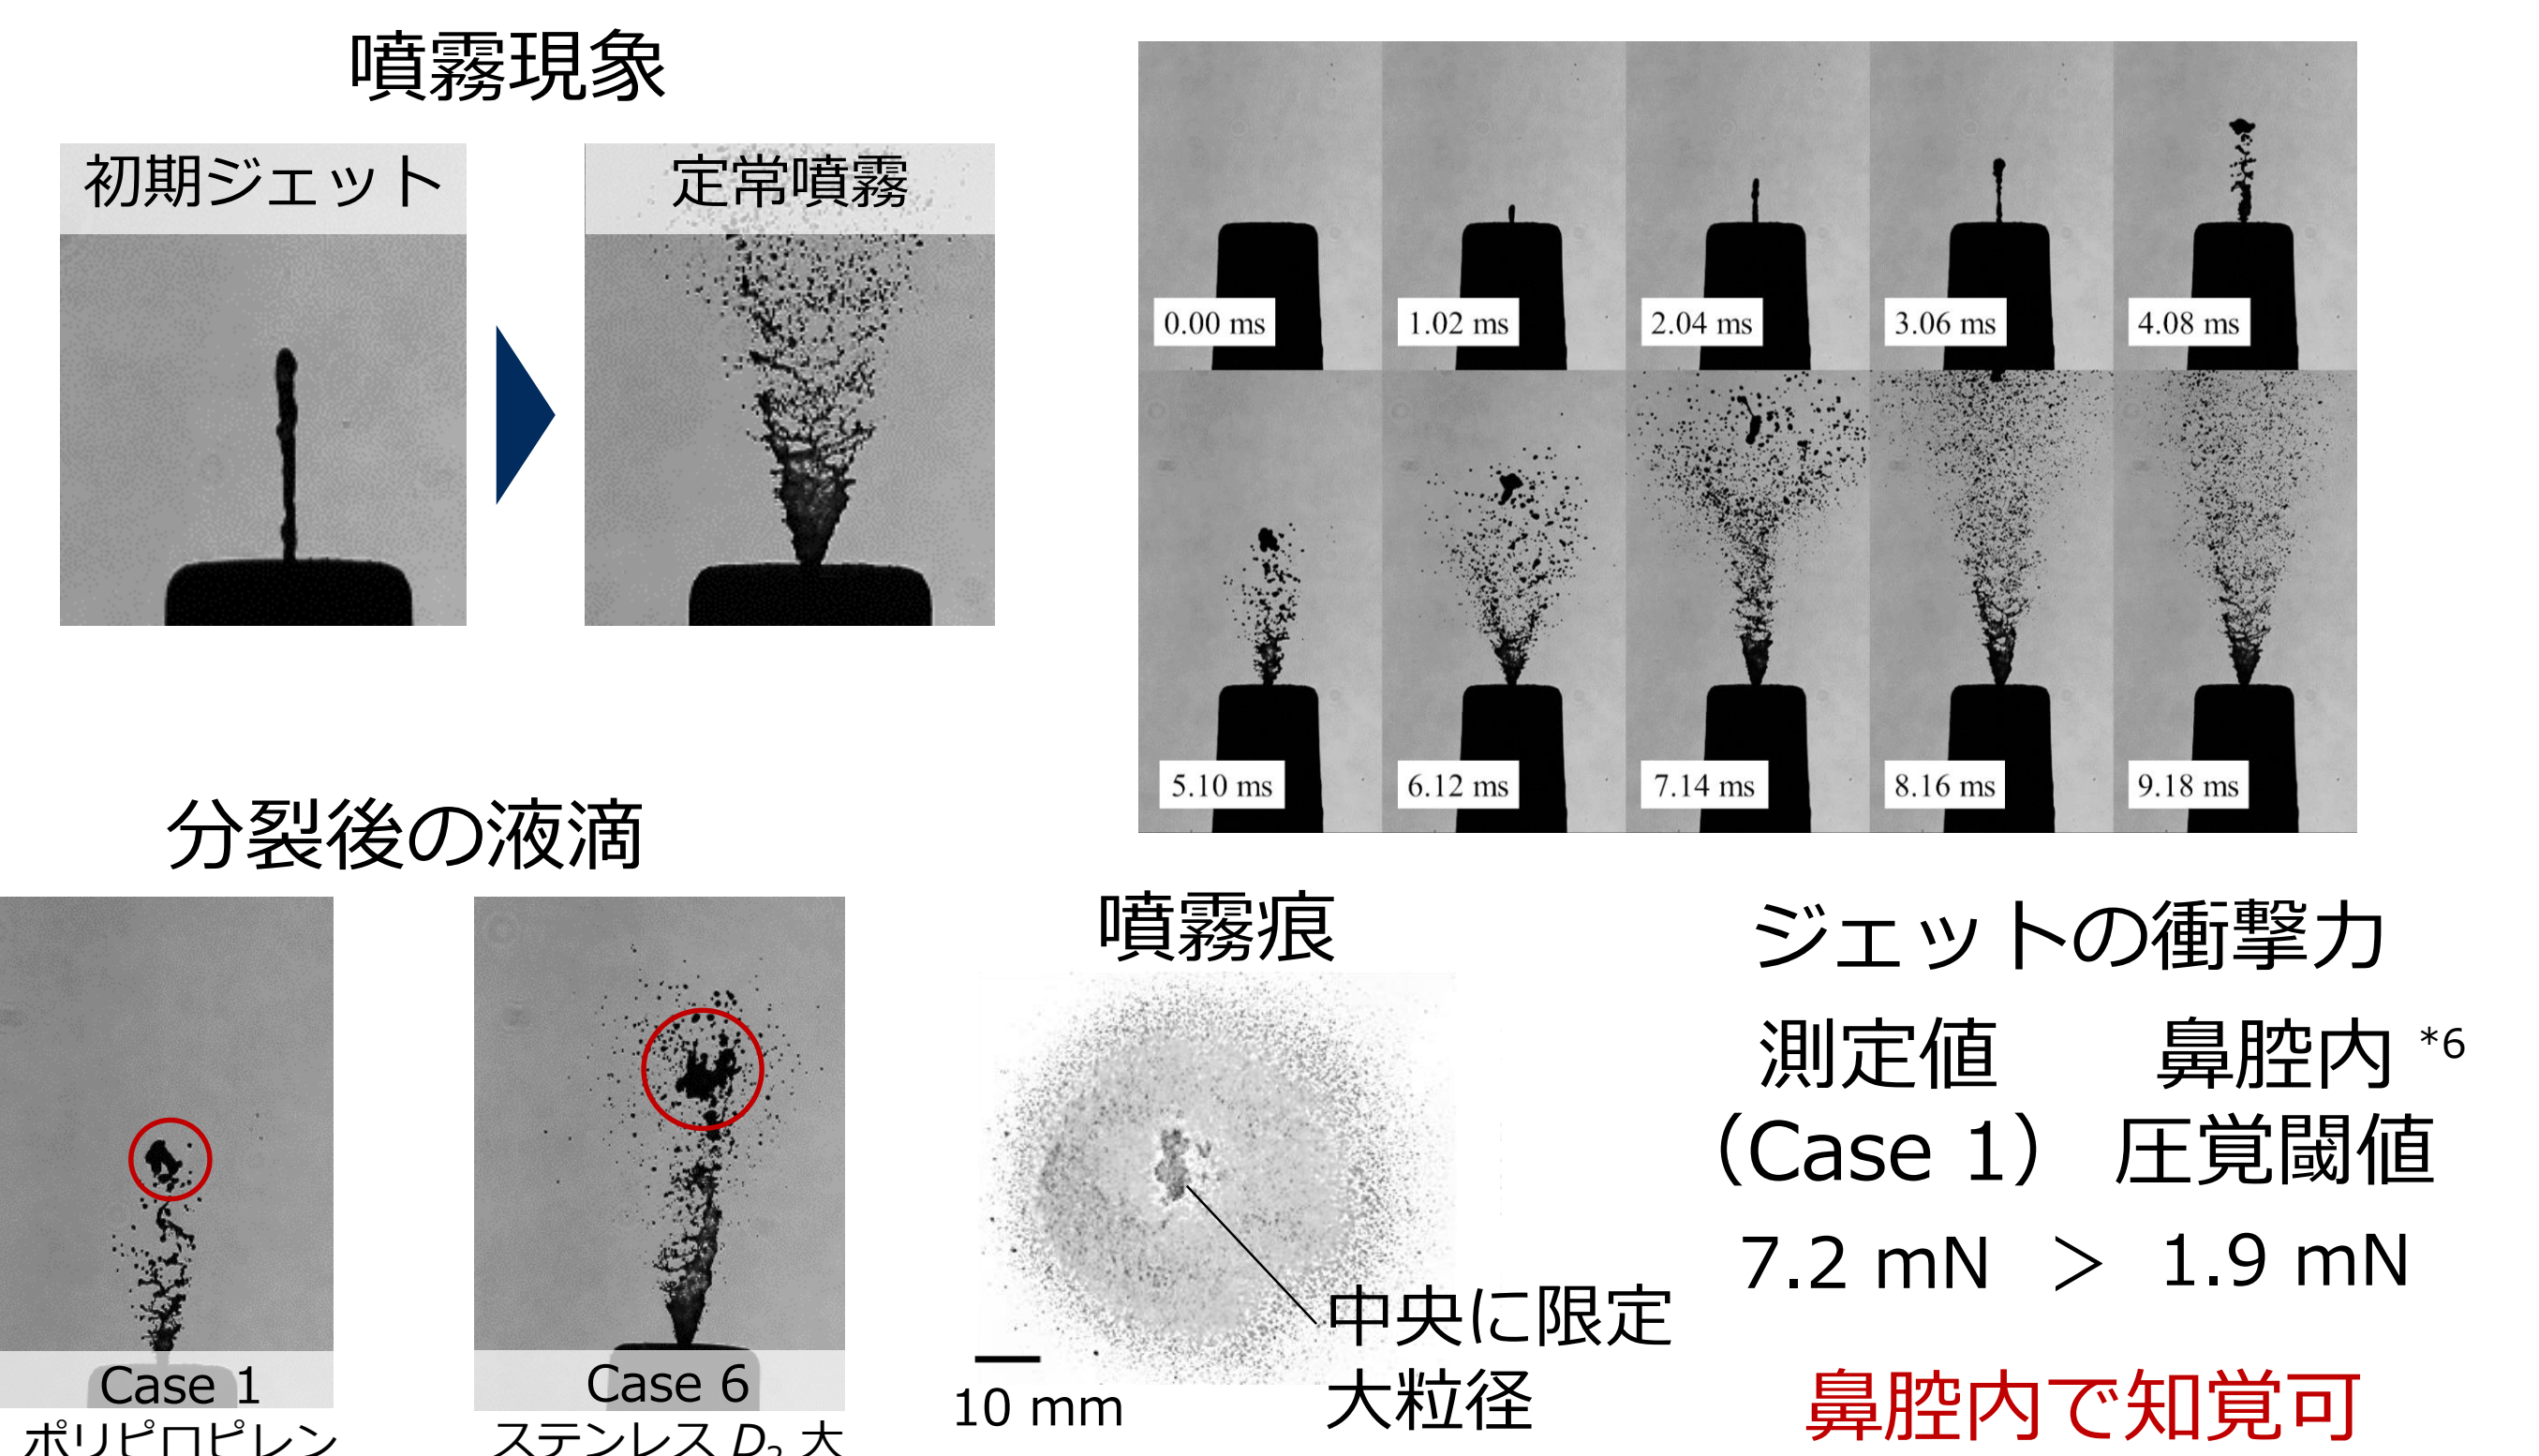 噴霧現象
初期ジェット
定常噴霧
0.00 ms
1.02 ms
2.04 ms
3.06 ms
4.08 ms
5.10 ms
6.12 ms
7.14 ms
8.16 ms
9.18 ms
分裂後の液滴
Case 1
ポリピロピレン
Case 6
ステンレス D₂ 大
噴霧痕
10 mm
中央に限定
大粒径
ジェットの衝撃力
測定値 鼻腔内 *6
（Case 1） 圧覚閾値
7.2 mN ＞ 1.9 mN
鼻腔内で知覚可